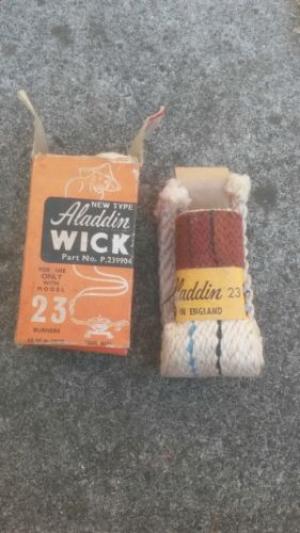 NEW TYPE
Aladdin
WICK
Part No. P.239904
FOR USE
ONLY
WITH
MODEL
23
BURNERS
Aladdin 23
IN ENGLAND